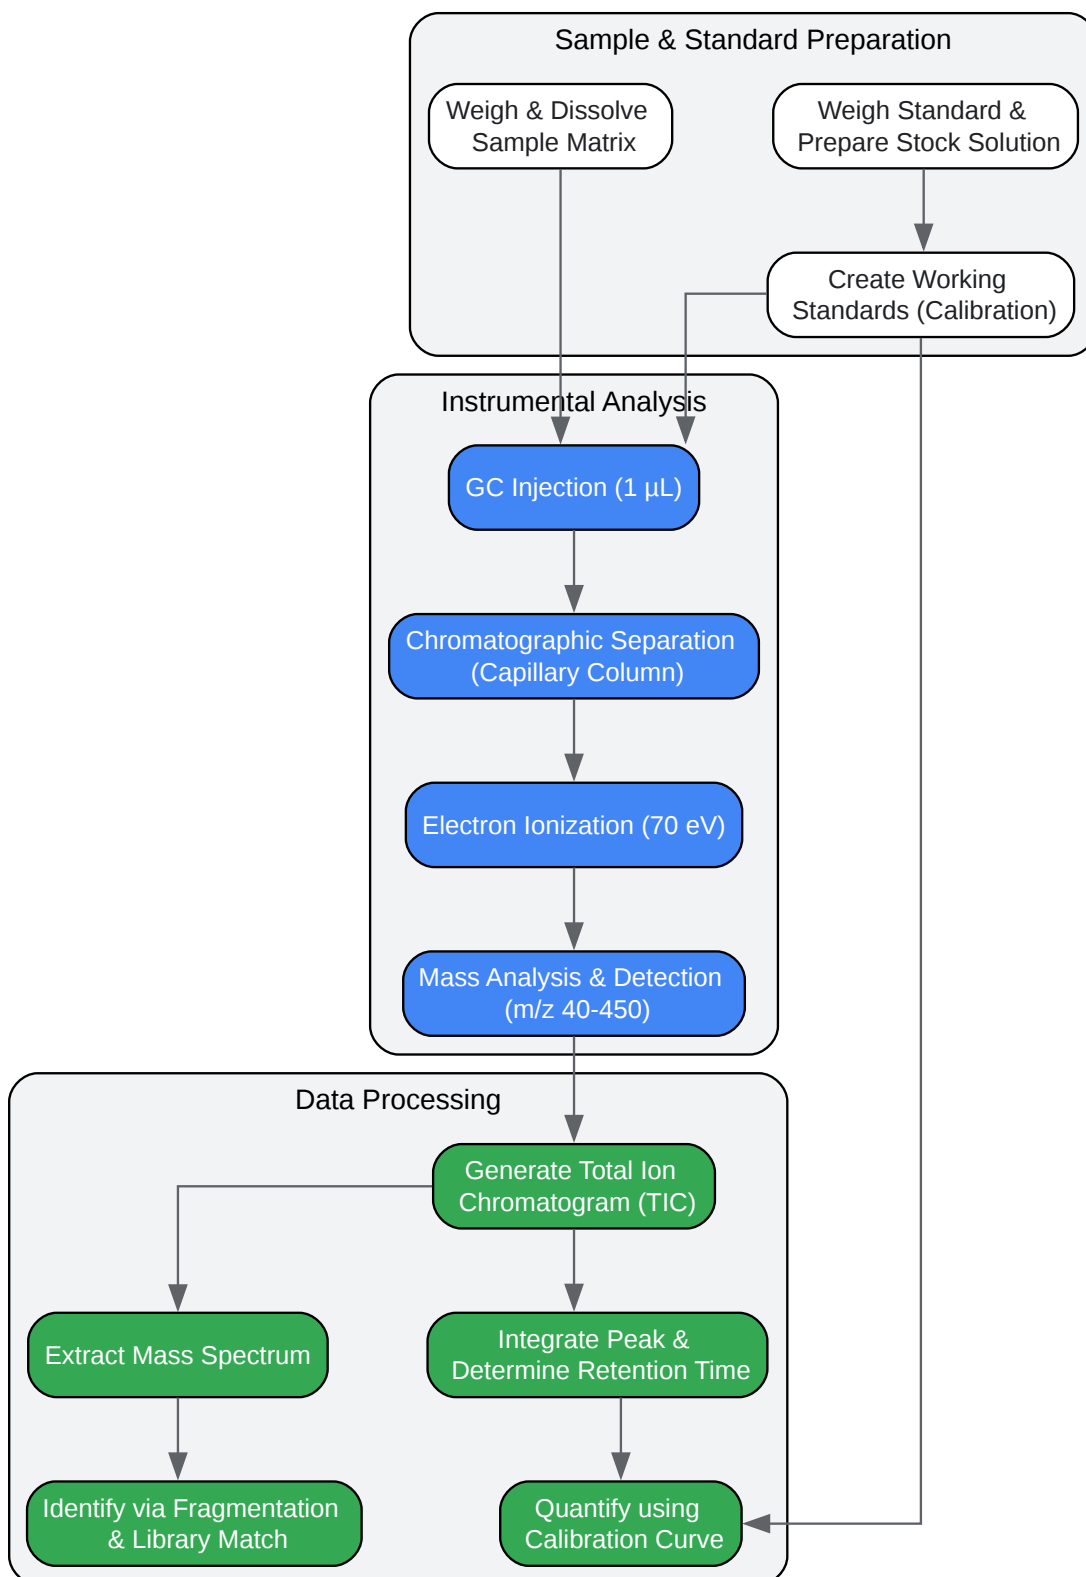 Sample & Standard Preparation
Weigh & Dissolve
Sample Matrix
Weigh Standard &
Prepare Stock Solution
Create Working
Standards (Calibration)
Instrumental Analysis
GC Injection (1 µL)
Chromatographic Separation
(Capillary Column)
Electron Ionization (70 eV)
Mass Analysis & Detection
(m/z 40-450)
Data Processing
Generate Total Ion
Chromatogram (TIC)
Extract Mass Spectrum
Integrate Peak &
Determine Retention Time
Identify via Fragmentation
& Library Match
Quantify using
Calibration Curve